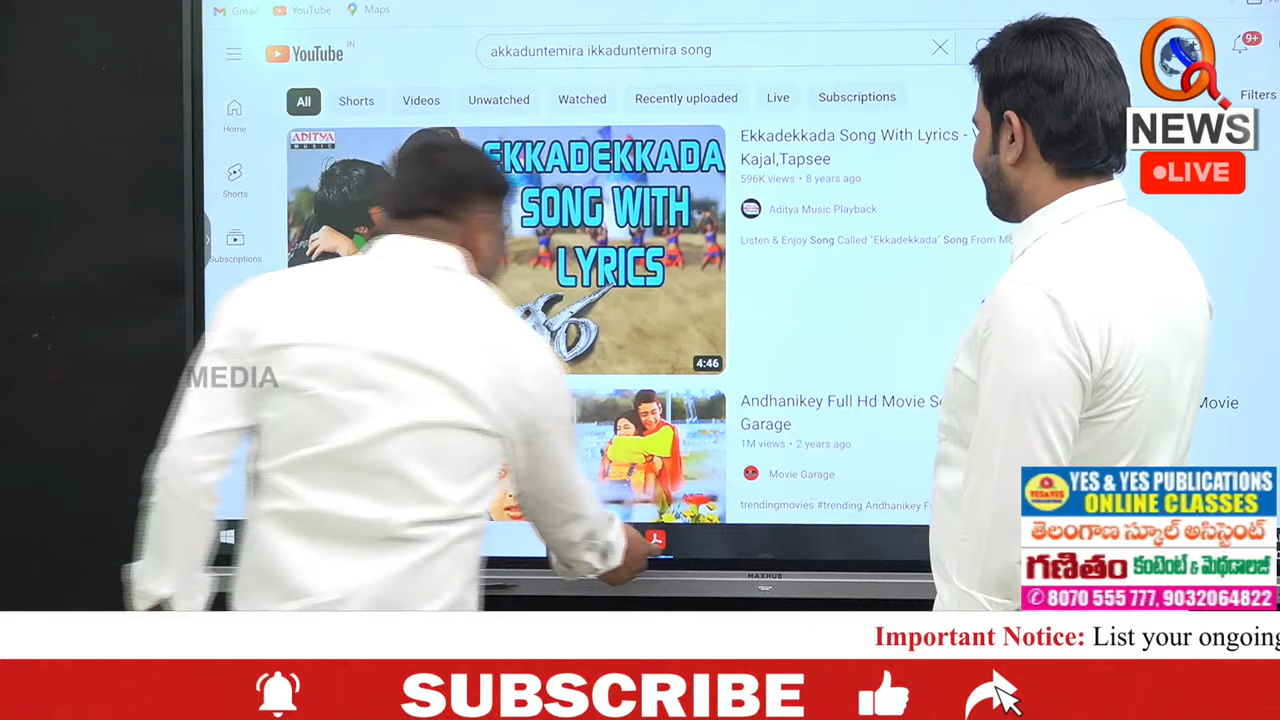 Gmail
YouTube
Maps
YouTube IN
akkaduntemira ikkaduntemira song
9+
All
Shorts
Videos
Unwatched
Watched
Recently uploaded
Live
Subscriptions
Filters
Home
Shorts
Subscriptions
ADITYA
MUSIC
EKKADEKKADA
SONG WITH
LYRICS
4:46
Ekkadekkada Song With Lyrics -
Kajal,Tapsee
596K views • 8 years ago
Aditya Music Playback
Listen & Enjoy Song Called "Ekkadekkada" Song From
Andhanikey Full Hd Movie
Movie
Garage
1M views • 2 years ago
Movie Garage
trendingmovies #trending Andhanikey
MAXHUB
MEDIA
Q
NEWS
LIVE
YES & YES PUBLICATIONS
ONLINE CLASSES
YES&YES
తెలంగాణ స్కూల్ అసిస్టెంట్
గణితం కంటెంట్ & మెథడాలజీ
8070 555 777, 9032064822
Important Notice: List your ongoing
SUBSCRIBE